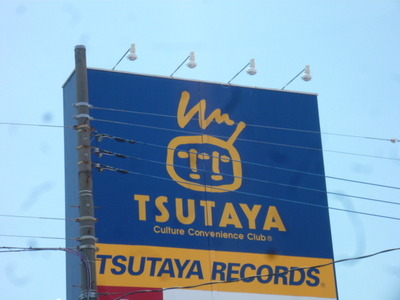 TSUTAYA
Culture Convenience Club®
TSUTAYA RECORDS®